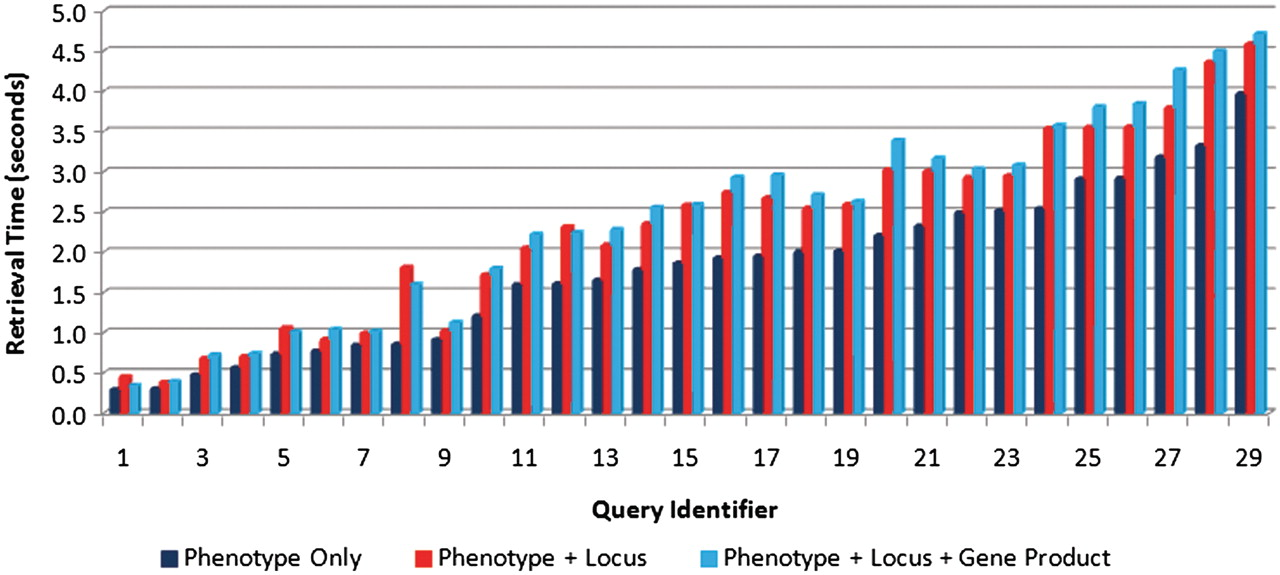 5.0
4.5
4.0
3.5
3.0
2.5
2.0
1.5
1.0
0.5
0.0
Retrieval Time (seconds)
1 3 5 7 9 11 13 15 17 19 21 23 25 27 29
Query Identifier
Phenotype Only Phenotype + Locus Phenotype + Locus + Gene Product